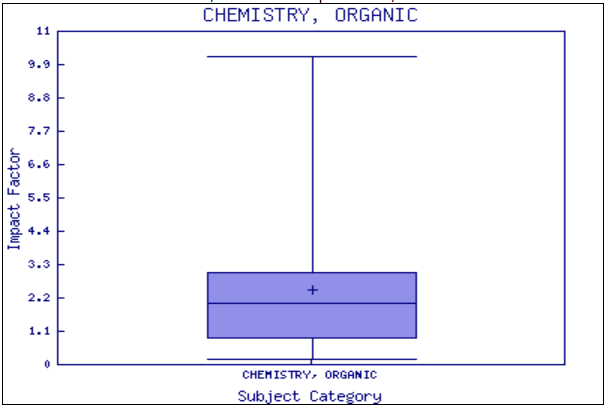 CHEMISTRY, ORGANIC
11
9.9
8.8
7.7
6.6
5.5
4.4
3.3
2.2
1.1
0
Impact Factor
CHEMISTRY, ORGANIC
Subject Category